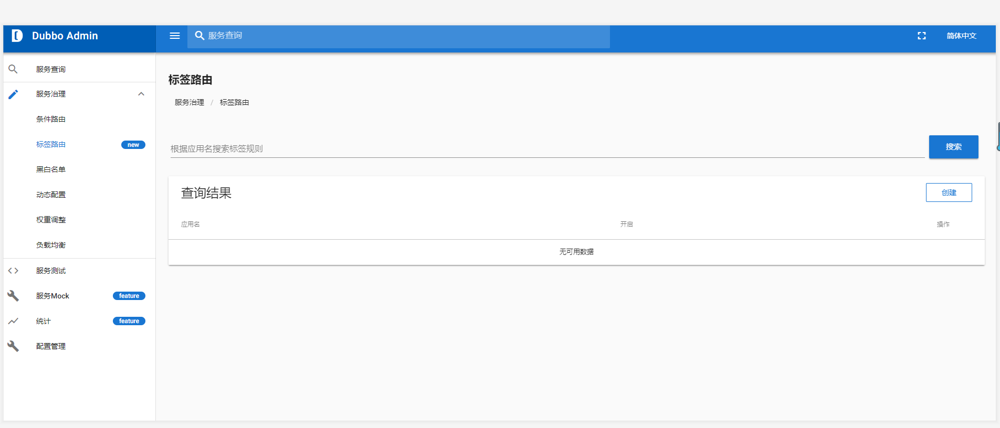 Dubbo Admin
服务查询
简体中文
服务查询
服务治理
条件路由
标签路由 new
黑白名单
动态配置
权重调整
负载均衡
服务测试
服务Mock feature
统计 feature
配置管理
标签路由
服务治理 / 标签路由
根据应用名搜索标签规则
搜索
查询结果
创建
应用名 开启 操作
无可用数据